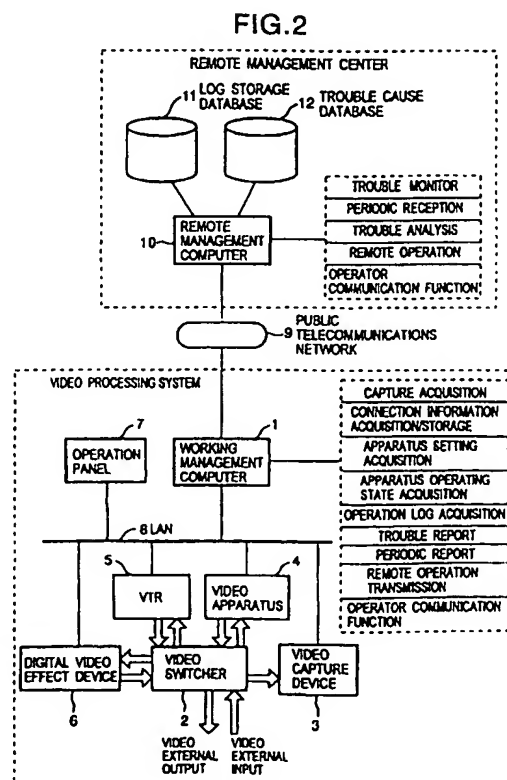 FIG.2
REMOTE MANAGEMENT CENTER
11 LOG STORAGE
DATABASE
12 TROUBLE CAUSE
DATABASE
10
REMOTE
MANAGEMENT
COMPUTER
TROUBLE MONITOR
PERIODIC RECEPTION
TROUBLE ANALYSIS
REMOTE OPERATION
OPERATOR
COMMUNICATION FUNCTION
9 PUBLIC
TELECOMMUNICATIONS
NETWORK
VIDEO PROCESSING SYSTEM
7
OPERATION
PANEL
1
WORKING
MANAGEMENT
COMPUTER
CAPTURE ACQUISITION
CONNECTION INFORMATION
ACQUISITION/STORAGE
APPARATUS SETTING
ACQUISITION
APPARATUS OPERATING
STATE ACQUISITION
OPERATION LOG ACQUISITION
TROUBLE REPORT
PERIODIC REPORT
REMOTE OPERATION
TRANSMISSION
OPERATOR COMMUNICATION
FUNCTION
8 LAN
5
VTR
4
VIDEO
APPARATUS
DIGITAL VIDEO
EFFECT DEVICE
6
VIDEO
SWITCHER
2
VIDEO
CAPTURE
DEVICE
3
VIDEO
EXTERNAL
OUTPUT
VIDEO
EXTERNAL
INPUT